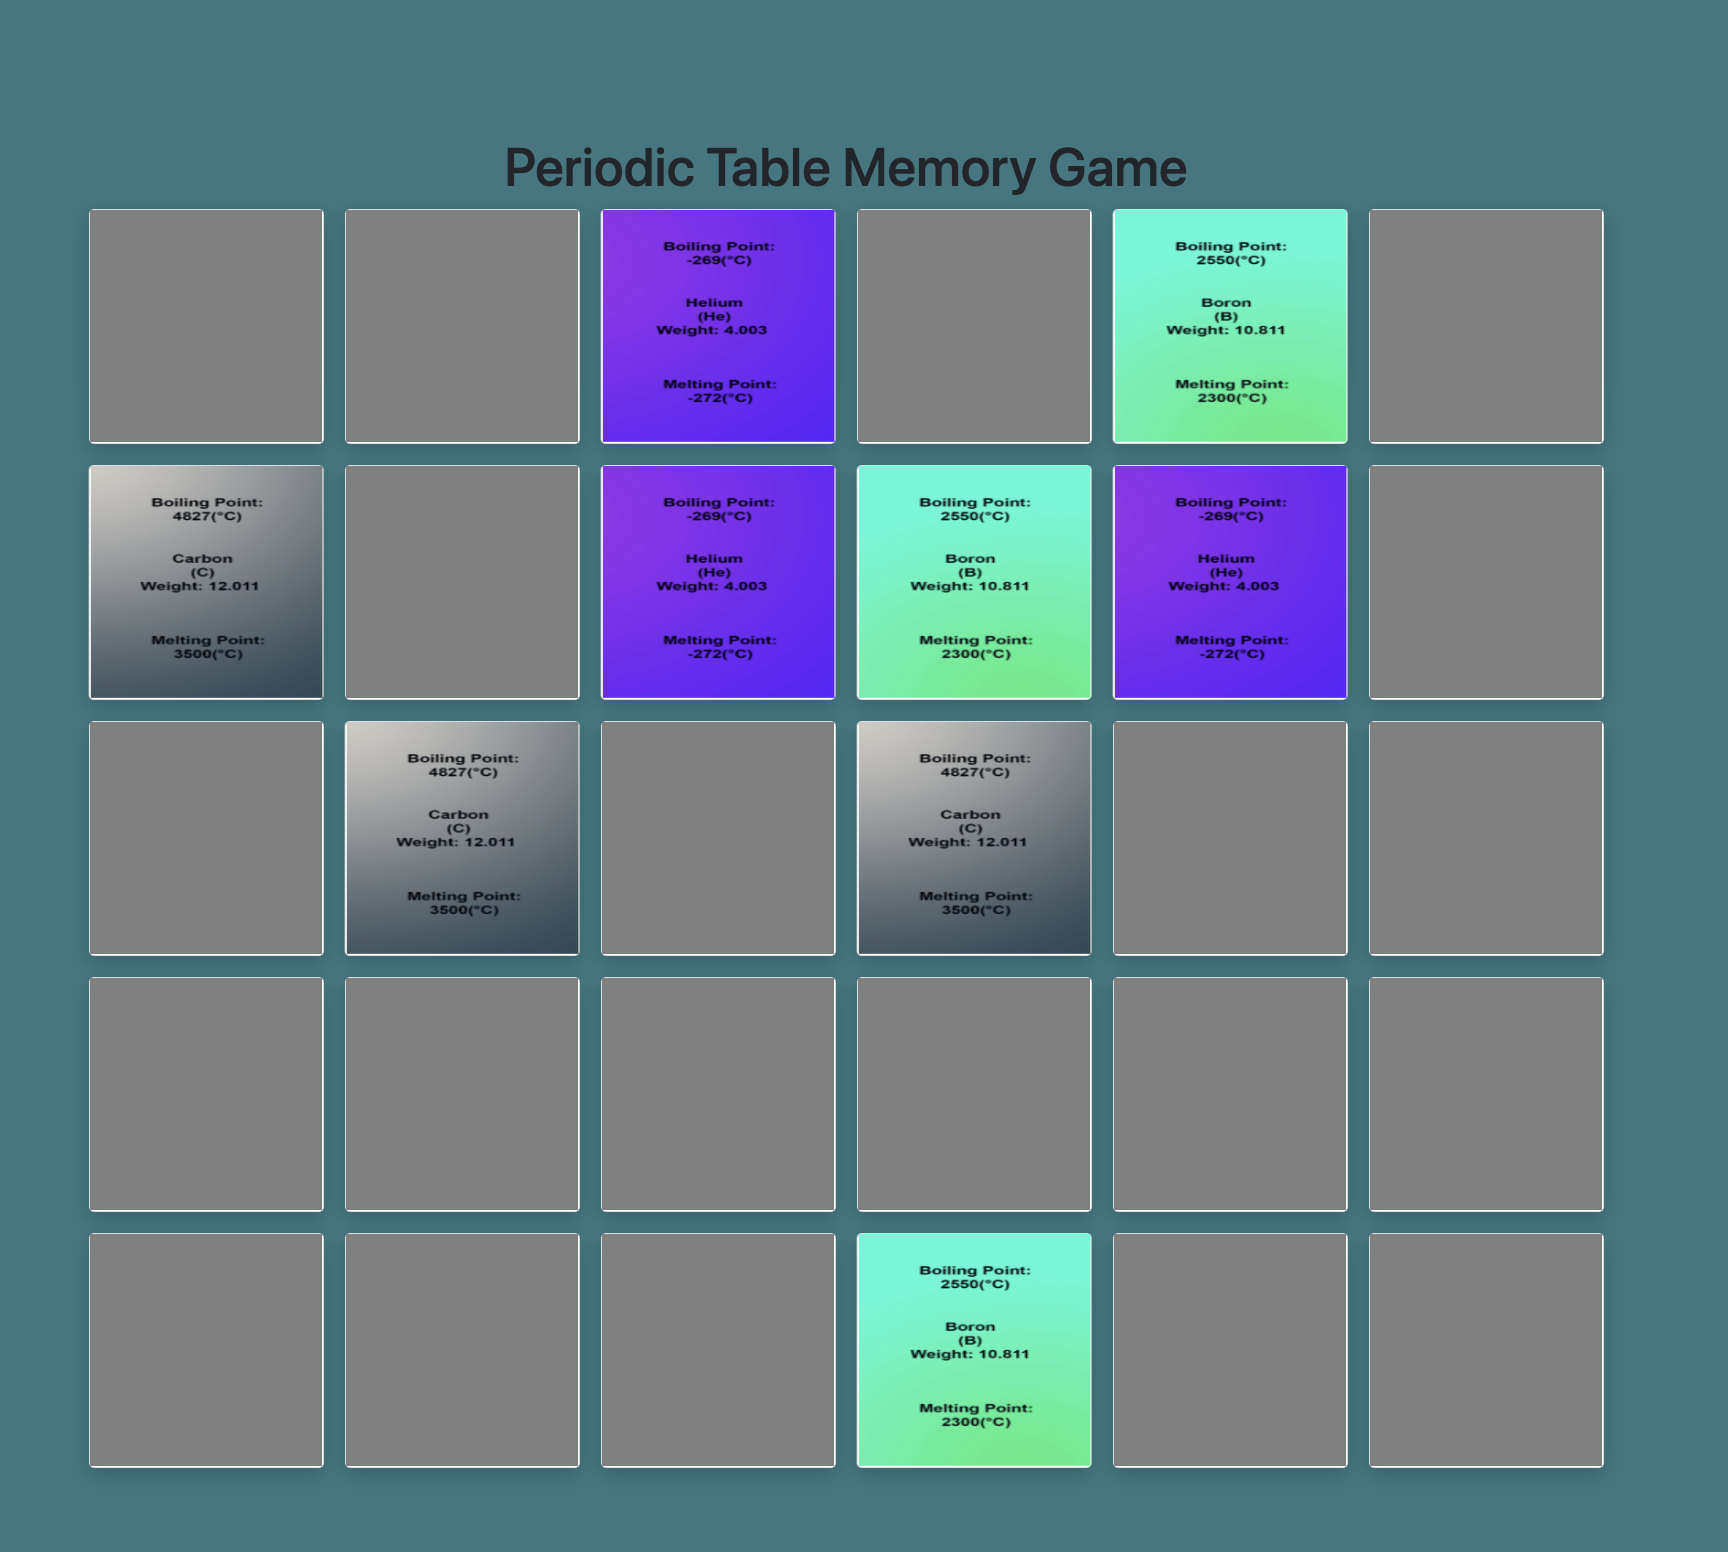 Periodic Table Memory Game
Boiling Point:
-269(°C)
Helium
(He)
Weight: 4.003
Melting Point:
-272(°C)
Boiling Point:
2550(°C)
Boron
(B)
Weight: 10.811
Melting Point:
2300(°C)
Boiling Point:
4827(°C)
Carbon
(C)
Weight: 12.011
Melting Point:
3500(°C)
Boiling Point:
-269(°C)
Helium
(He)
Weight: 4.003
Melting Point:
-272(°C)
Boiling Point:
2550(°C)
Boron
(B)
Weight: 10.811
Melting Point:
2300(°C)
Boiling Point:
-269(°C)
Helium
(He)
Weight: 4.003
Melting Point:
-272(°C)
Boiling Point:
4827(°C)
Carbon
(C)
Weight: 12.011
Melting Point:
3500(°C)
Boiling Point:
4827(°C)
Carbon
(C)
Weight: 12.011
Melting Point:
3500(°C)
Boiling Point:
2550(°C)
Boron
(B)
Weight: 10.811
Melting Point:
2300(°C)